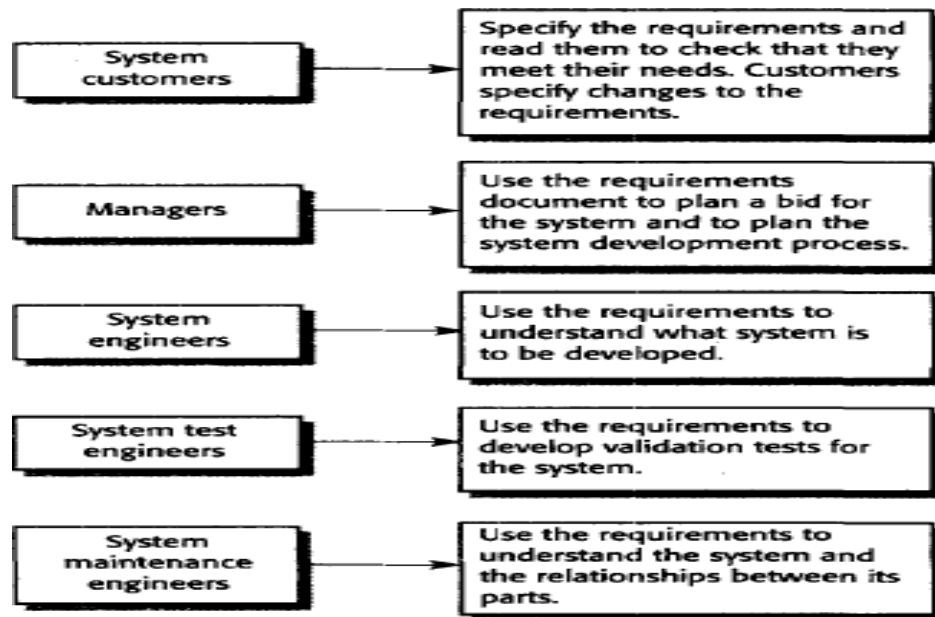 System
customers
Specify the requirements and
read them to check that they
meet their needs. Customers
specify changes to the
requirements.
Managers
Use the requirements
document to plan a bid for
the system and to plan the
system development process.
System
engineers
Use the requirements to
understand what system is
to be developed.
System test
engineers
Use the requirements to
develop validation tests for
the system.
System
maintenance
engineers
Use the requirements to
understand the system and
the relationships between its
parts.